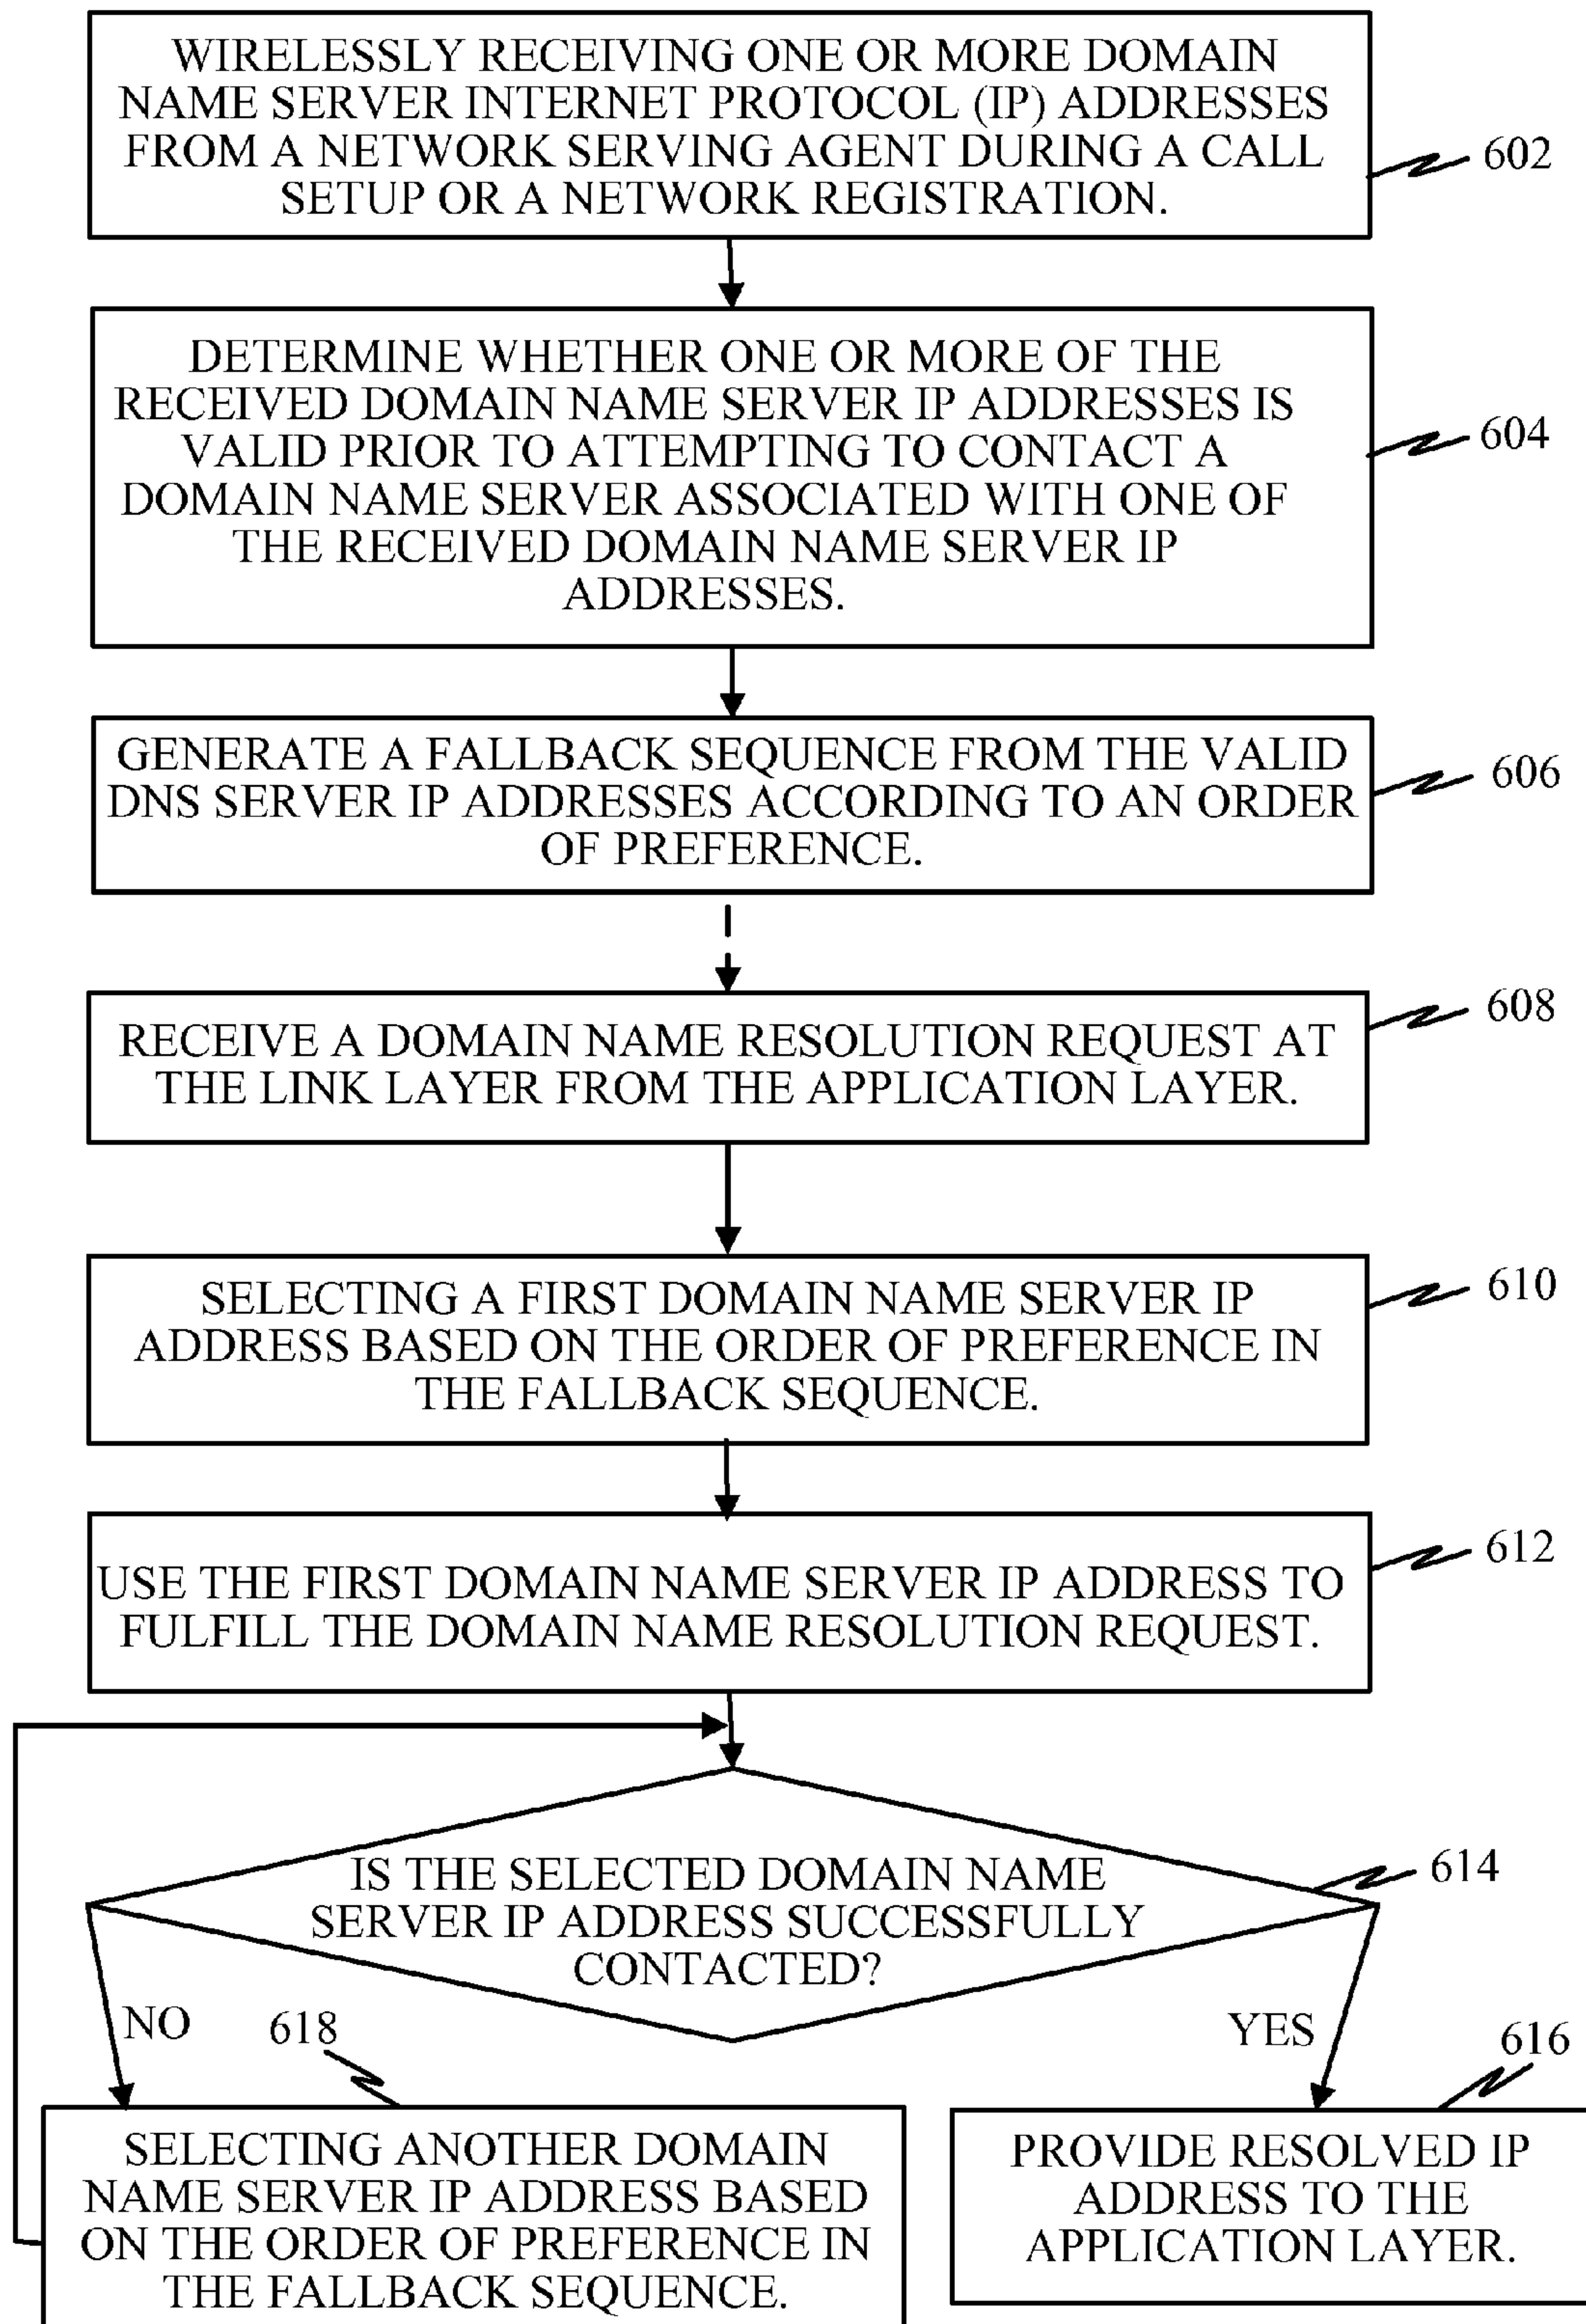 WIRELESSLY RECEIVING ONE OR MORE DOMAIN
NAME SERVER INTERNET PROTOCOL (IP) ADDRESSES
FROM A NETWORK SERVING AGENT DURING A CALL
SETUP OR A NETWORK REGISTRATION.
602
DETERMINE WHETHER ONE OR MORE OF THE
RECEIVED DOMAIN NAME SERVER IP ADDRESSES IS
VALID PRIOR TO ATTEMPTING TO CONTACT A
DOMAIN NAME SERVER ASSOCIATED WITH ONE OF
THE RECEIVED DOMAIN NAME SERVER IP
ADDRESSES.
604
GENERATE A FALLBACK SEQUENCE FROM THE VALID
DNS SERVER IP ADDRESSES ACCORDING TO AN ORDER
OF PREFERENCE.
606
RECEIVE A DOMAIN NAME RESOLUTION REQUEST AT
THE LINK LAYER FROM THE APPLICATION LAYER.
608
SELECTING A FIRST DOMAIN NAME SERVER IP
ADDRESS BASED ON THE ORDER OF PREFERENCE IN
THE FALLBACK SEQUENCE.
610
USE THE FIRST DOMAIN NAME SERVER IP ADDRESS TO
FULFILL THE DOMAIN NAME RESOLUTION REQUEST.
612
IS THE SELECTED DOMAIN NAME
SERVER IP ADDRESS SUCCESSFULLY
CONTACTED?
614
NO
618
YES
616
SELECTING ANOTHER DOMAIN
NAME SERVER IP ADDRESS BASED
ON THE ORDER OF PREFERENCE IN
THE FALLBACK SEQUENCE.
PROVIDE RESOLVED IP
ADDRESS TO THE
APPLICATION LAYER.